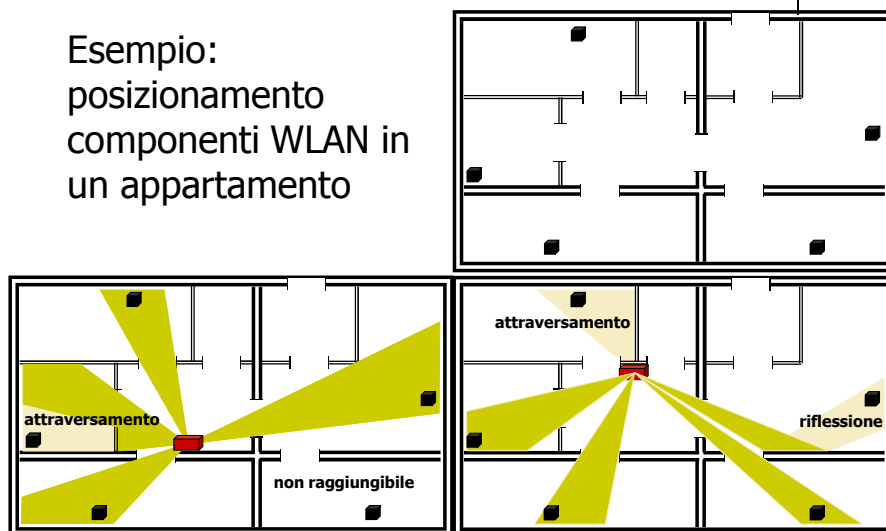 Esempio:
posizionamento
componenti WLAN in
un appartamento
attraversamento
non raggiungibile
attraversamento
riflessione